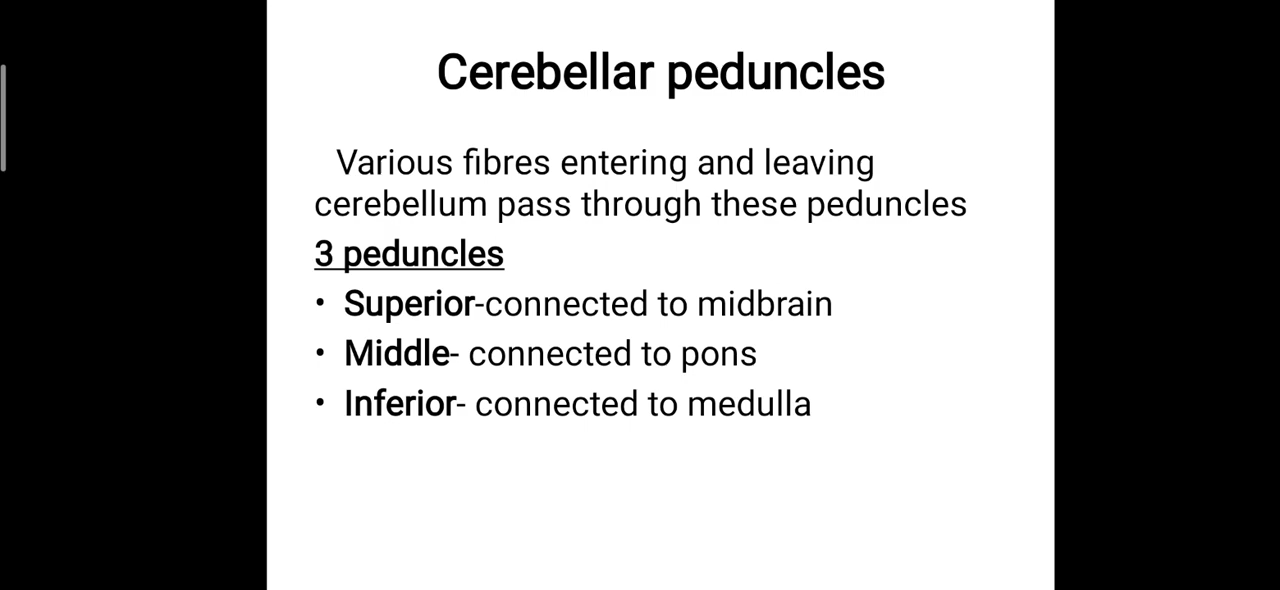 Cerebellar peduncles
Various fibres entering and leaving
cerebellum pass through these peduncles
3 peduncles
• Superior-connected to midbrain
• Middle- connected to pons
• Inferior- connected to medulla